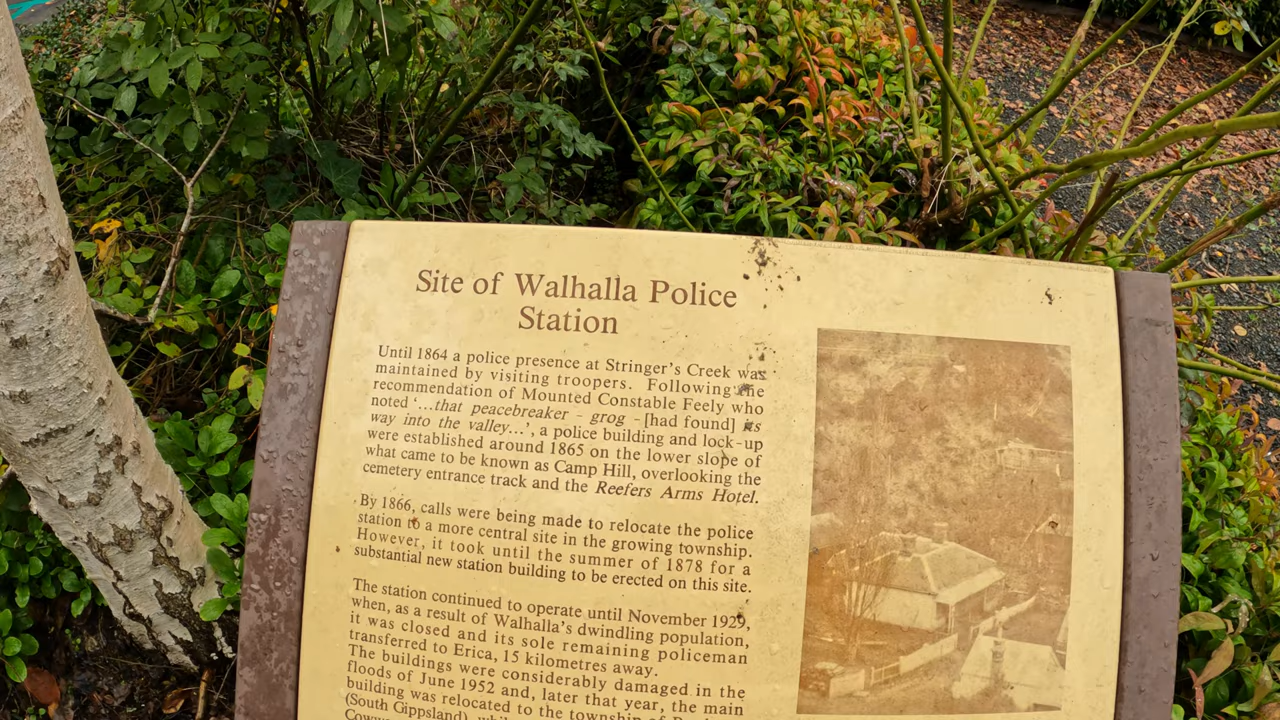 Site of Walhalla Police
Station
Until 1864 a police presence at Stringer's Creek was
maintained by visiting troopers. Following the
recommendation of Mounted Constable Feely who
noted '...that peacebreaker - grog - [had found] its
way into the valley...', a police building and lock-up
were established around 1865 on the lower slope of
what came to be known as Camp Hill, overlooking the
cemetery entrance track and the Reefers Arms Hotel.
By 1866, calls were being made to relocate the police
station to a more central site in the growing township.
However, it took until the summer of 1878 for a
substantial new station building to be erected on this site.
The station continued to operate until November 1929,
when, as a result of Walhalla's dwindling population,
it was closed and its sole remaining policeman
transferred to Erica, 15 kilometres away.
The buildings were considerably damaged in the
floods of June 1952 and, later that year, the main
building was relocated to the township of
(South Gippsland),